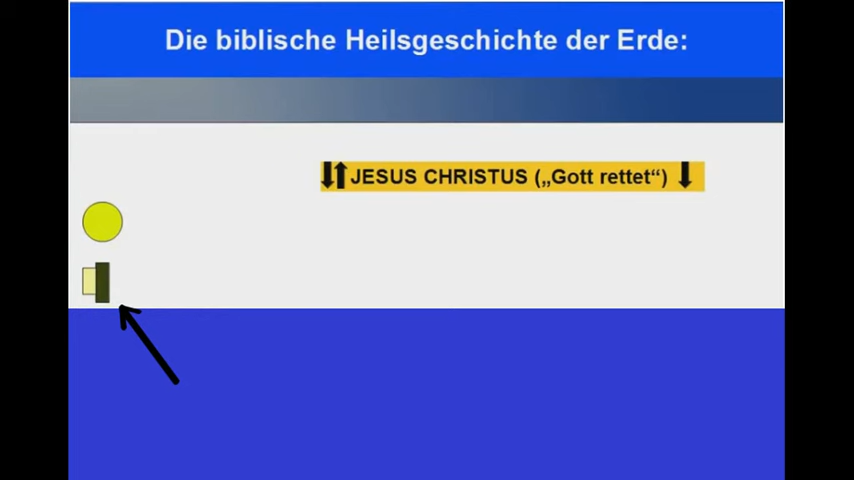 Die biblische Heilsgeschichte der Erde:
JESUS CHRISTUS („Gott rettet“)